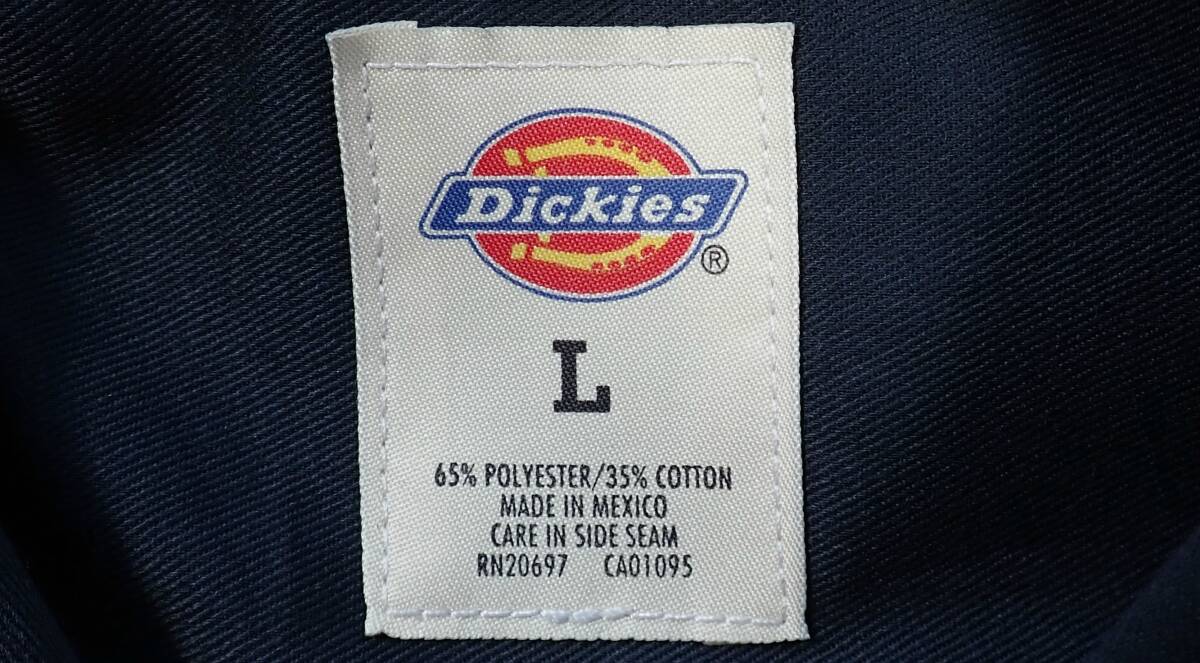 Dickies
®
L
65% POLYESTER/35% COTTON
MADE IN MEXICO
CARE IN SIDE SEAM
RN20697 CA01095